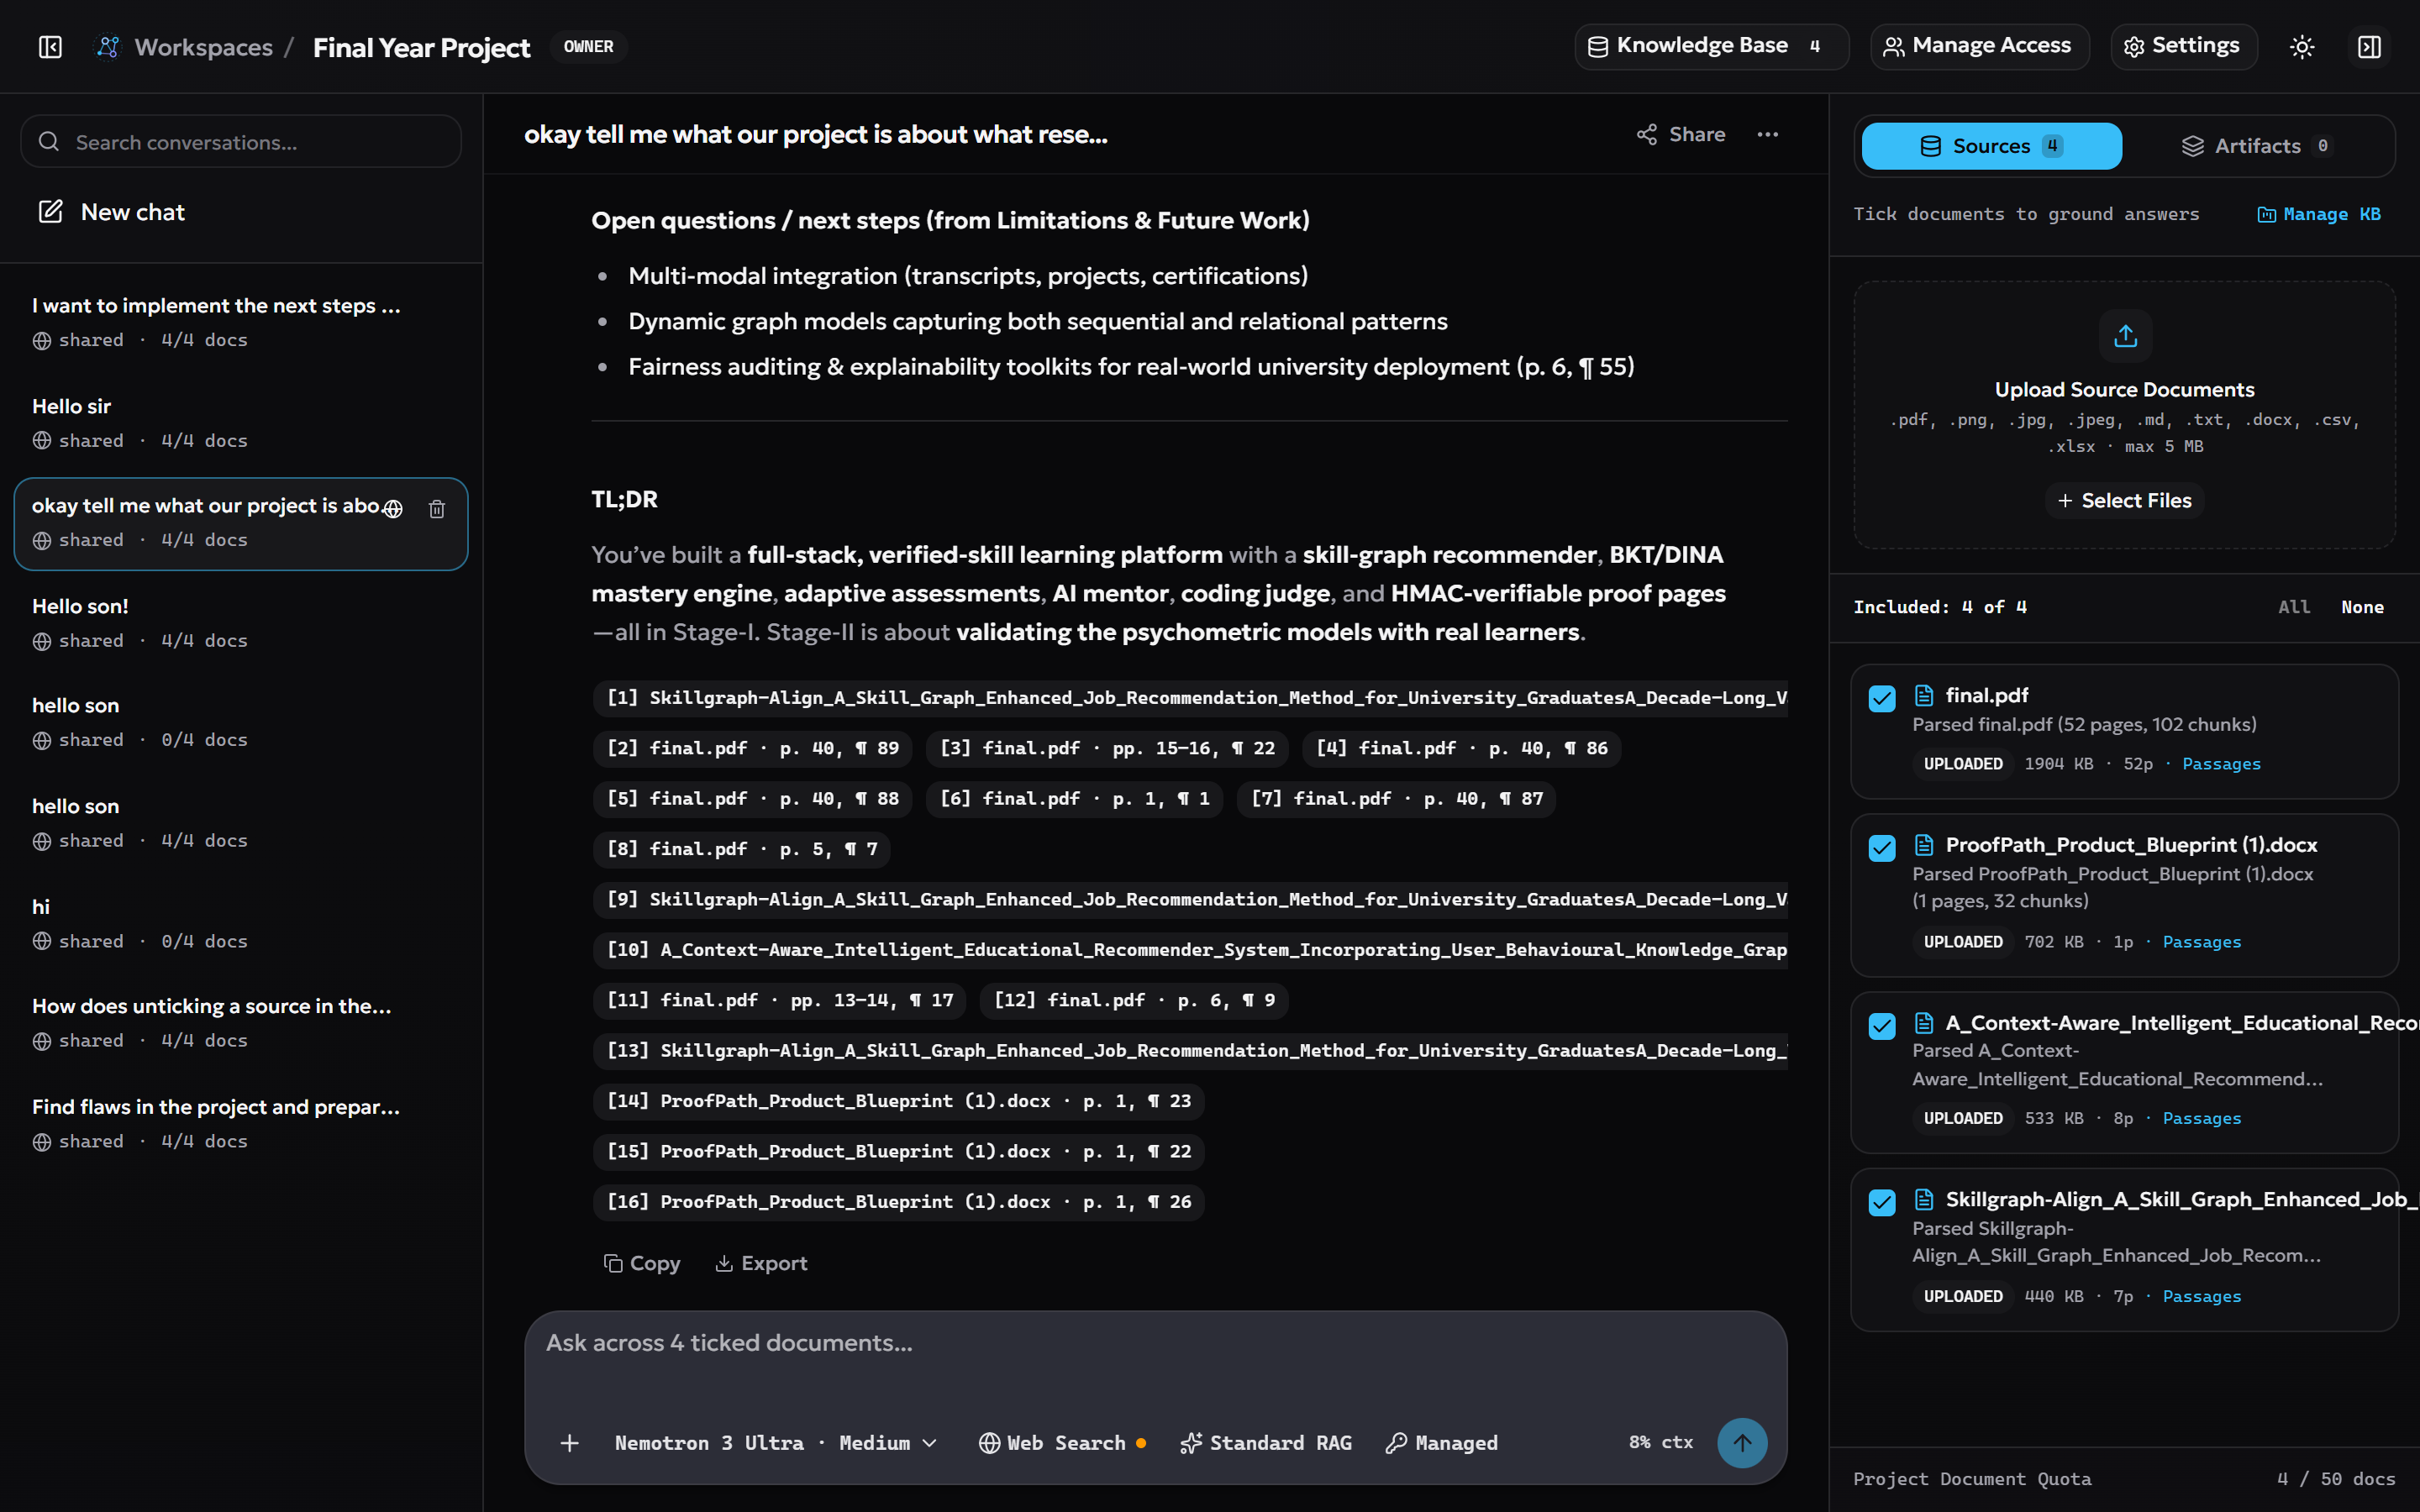 Workspaces / Final Year Project OWNER
Knowledge Base 4
Manage Access
Settings
Search conversations...
New chat
I want to implement the next steps ...
shared · 4/4 docs
Hello sir
shared · 4/4 docs
okay tell me what our project is abo.
shared · 4/4 docs
Hello son!
shared · 4/4 docs
hello son
shared · 0/4 docs
hello son
shared · 4/4 docs
hi
shared · 0/4 docs
How does unticking a source in the...
shared · 4/4 docs
Find flaws in the project and prepar...
shared · 4/4 docs
okay tell me what our project is about what rese...
Share
Open questions / next steps (from Limitations & Future Work)
• Multi-modal integration (transcripts, projects, certifications)
• Dynamic graph models capturing both sequential and relational patterns
• Fairness auditing & explainability toolkits for real-world university deployment (p. 6, ¶ 55)
TL;DR
You’ve built a full-stack, verified-skill learning platform with a skill-graph recommender, BKT/DINA
mastery engine, adaptive assessments, AI mentor, coding judge, and HMAC-verifiable proof pages
—all in Stage-I. Stage-II is about validating the psychometric models with real learners.
[1] Skillgraph-Align_A_Skill_Graph_Enhanced_Job_Recommendation_Method_for_University_GraduatesA_Decade-Long_V
[2] final.pdf · p. 40, ¶ 89 [3] final.pdf · pp. 15–16, ¶ 22 [4] final.pdf · p. 40, ¶ 86
[5] final.pdf · p. 40, ¶ 88 [6] final.pdf · p. 1, ¶ 1 [7] final.pdf · p. 40, ¶ 87
[8] final.pdf · p. 5, ¶ 7
[9] Skillgraph-Align_A_Skill_Graph_Enhanced_Job_Recommendation_Method_for_University_GraduatesA_Decade-Long_V
[10] A_Context-Aware_Intelligent_Educational_Recommender_System_Incorporating_User_Behavioural_Knowledge_Grap
[11] final.pdf · pp. 13–14, ¶ 17 [12] final.pdf · p. 6, ¶ 9
[13] Skillgraph-Align_A_Skill_Graph_Enhanced_Job_Recommendation_Method_for_University_GraduatesA_Decade-Long_
[14] ProofPath_Product_Blueprint (1).docx · p. 1, ¶ 23
[15] ProofPath_Product_Blueprint (1).docx · p. 1, ¶ 22
[16] ProofPath_Product_Blueprint (1).docx · p. 1, ¶ 26
Copy Export
Ask across 4 ticked documents...
Nemotron 3 Ultra · Medium Web Search Standard RAG Managed 8% ctx
Sources 4 Artifacts 0
Tick documents to ground answers Manage KB
Upload Source Documents
.pdf, .png, .jpg, .jpeg, .md, .txt, .docx, .csv,
.xlsx · max 5 MB
+ Select Files
Included: 4 of 4 All None
final.pdf
Parsed final.pdf (52 pages, 102 chunks)
UPLOADED 1904 KB · 52p · Passages
ProofPath_Product_Blueprint (1).docx
Parsed ProofPath_Product_Blueprint (1).docx
(1 pages, 32 chunks)
UPLOADED 702 KB · 1p · Passages
A_Context-Aware_Intelligent_Educational_Reco
Parsed A_Context-
Aware_Intelligent_Educational_Recommend...
UPLOADED 533 KB · 8p · Passages
Skillgraph-Align_A_Skill_Graph_Enhanced_Job_
Parsed Skillgraph-
Align_A_Skill_Graph_Enhanced_Job_Recom...
UPLOADED 440 KB · 7p · Passages
Project Document Quota 4 / 50 docs